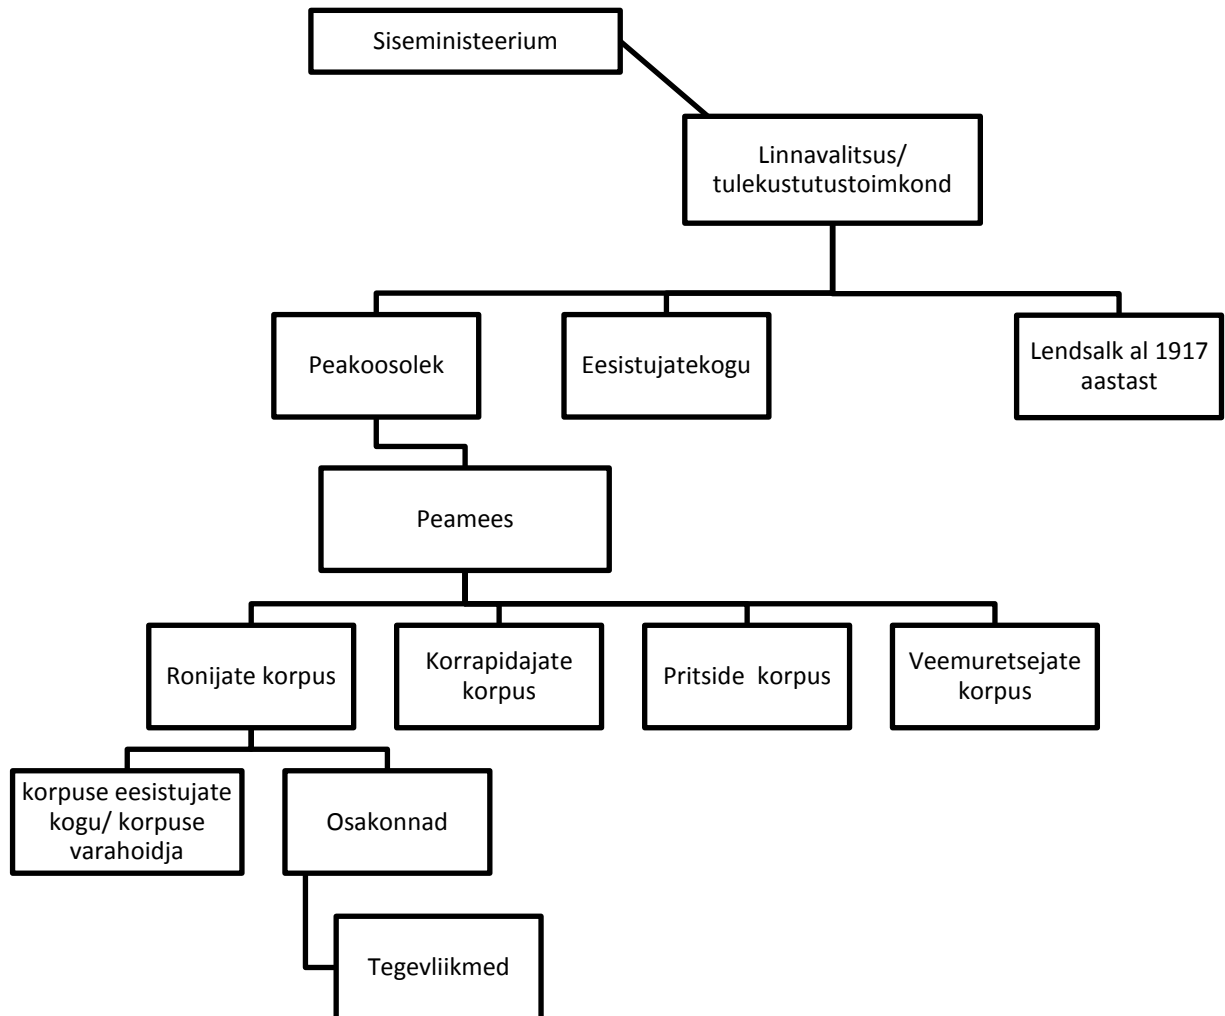 Siseministeerium
Linnavalitsus/
tulekustutustoimkond
Peakoosolek
Eesistujatekogu
Lendsalk al 1917
aastast
Peamees
Ronijate korpus
Korrapidajate
korpus
Pritside korpus
Veemuretsejate
korpus
korpuse eesistujate
kogu/ korpuse
varahoidja
Osakonnad
Tegevliikmed